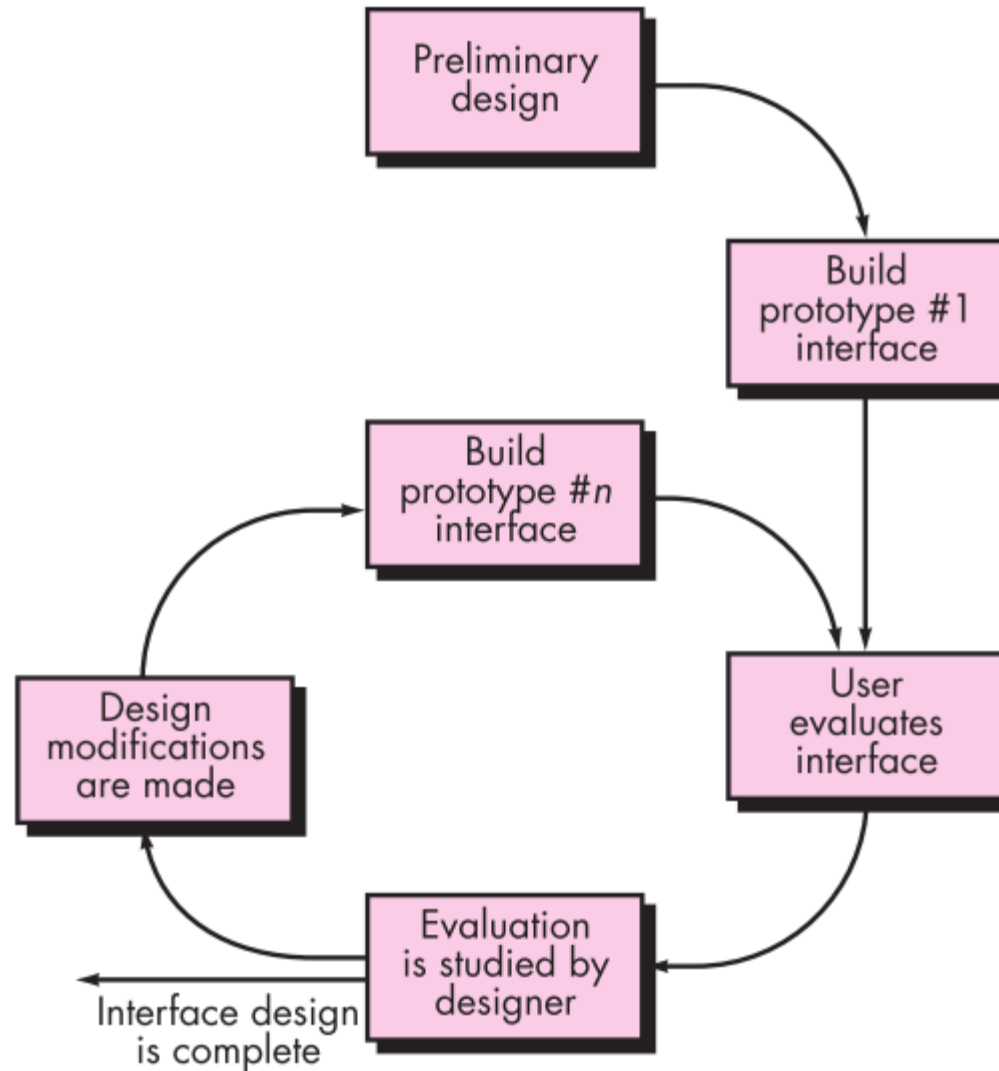 Preliminary
design
Build
prototype #1
interface
Build
prototype #n
interface
User
evaluates
interface
Design
modifications
are made
Evaluation
is studied by
designer
Interface design
is complete